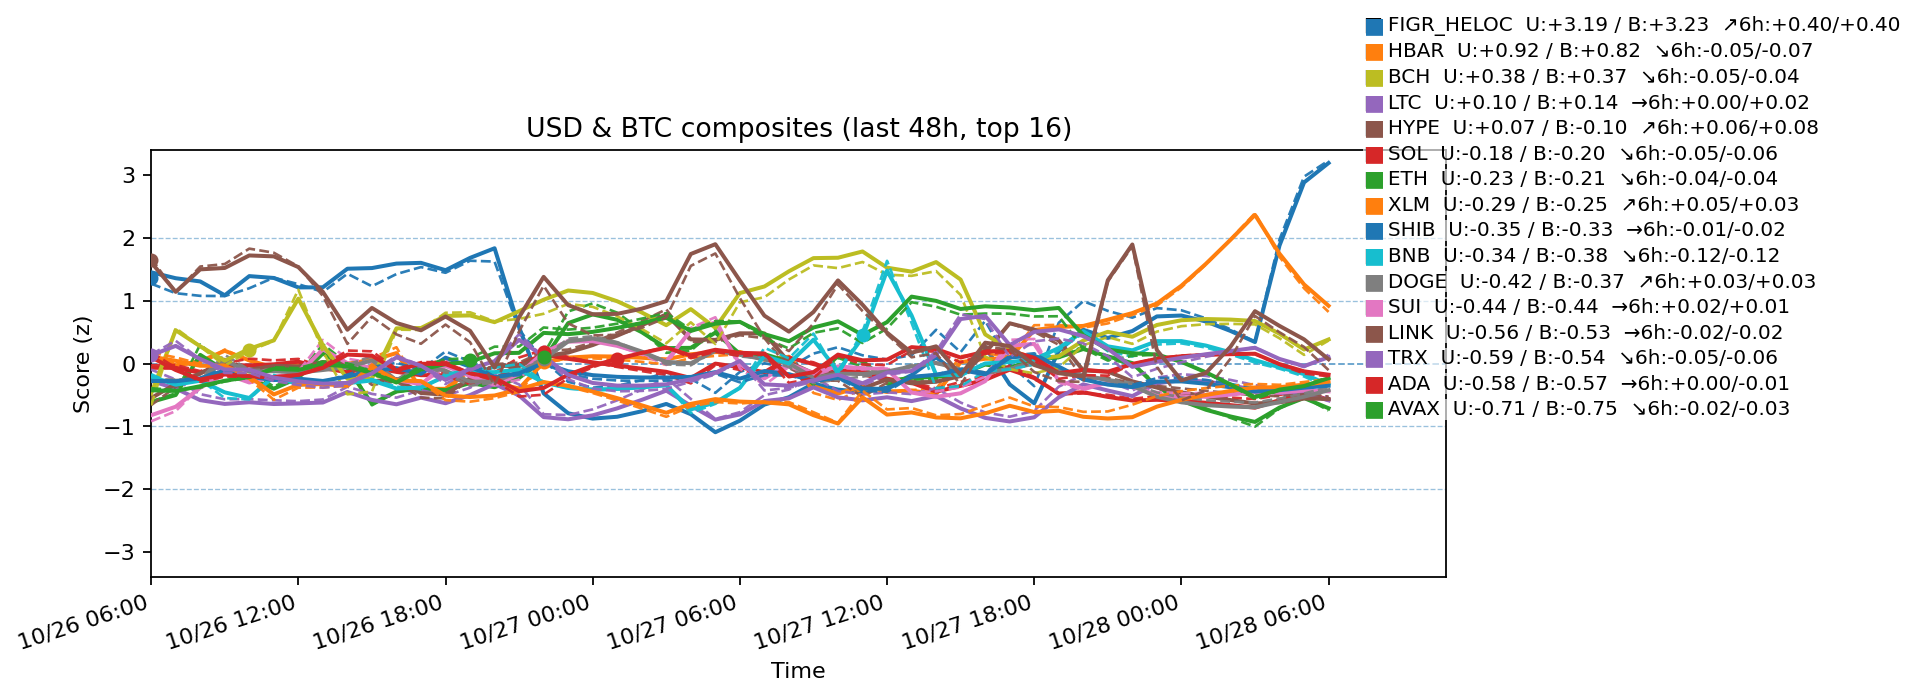 FIGR_HELOC U:+3.19 / B:+3.23 ↗6h:+0.40/+0.40
HBAR U:+0.92 / B:+0.82 ↘6h:-0.05/-0.07
BCH U:+0.38 / B:+0.37 ↘6h:-0.05/-0.04
LTC U:+0.10 / B:+0.14 →6h:+0.00/+0.02
HYPE U:+0.07 / B:-0.10 ↗6h:+0.06/+0.08
SOL U:-0.18 / B:-0.20 ↘6h:-0.05/-0.06
ETH U:-0.23 / B:-0.21 ↘6h:-0.04/-0.04
XLM U:-0.29 / B:-0.25 ↗6h:+0.05/+0.03
SHIB U:-0.35 / B:-0.33 →6h:-0.01/-0.02
BNB U:-0.34 / B:-0.38 ↘6h:-0.12/-0.12
DOGE U:-0.42 / B:-0.37 ↗6h:+0.03/+0.03
SUI U:-0.44 / B:-0.44 →6h:+0.02/+0.01
LINK U:-0.56 / B:-0.53 →6h:-0.02/-0.02
TRX U:-0.59 / B:-0.54 ↘6h:-0.05/-0.06
ADA U:-0.58 / B:-0.57 →6h:+0.00/-0.01
AVAX U:-0.71 / B:-0.75 ↘6h:-0.02/-0.03
USD & BTC composites (last 48h, top 16)
Score (z)
3
2
1
0
−1
−2
−3
10/26 06:00
10/26 12:00
10/26 18:00
10/27 00:00
10/27 06:00
10/27 12:00
10/27 18:00
10/28 00:00
10/28 06:00
Time